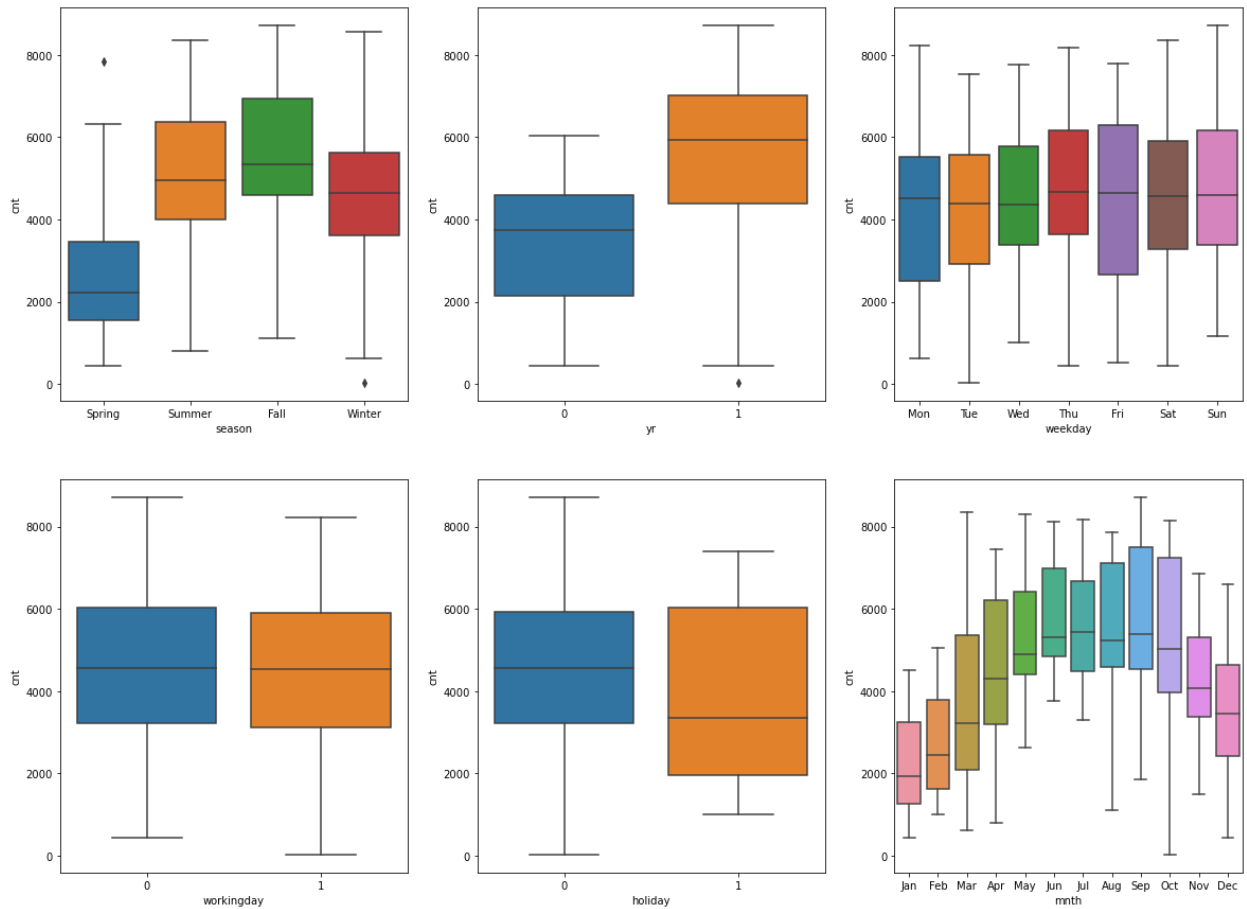 8000
6000
4000
2000
0
cnt
Spring Summer Fall Winter
season
8000
6000
4000
2000
0
cnt
0 1
yr
8000
6000
4000
2000
0
cnt
Mon Tue Wed Thu Fri Sat Sun
weekday
8000
6000
4000
2000
0
cnt
0 1
workingday
8000
6000
4000
2000
0
cnt
0 1
holiday
8000
6000
4000
2000
0
cnt
Jan Feb Mar Apr May Jun Jul Aug Sep Oct Nov Dec
mnth